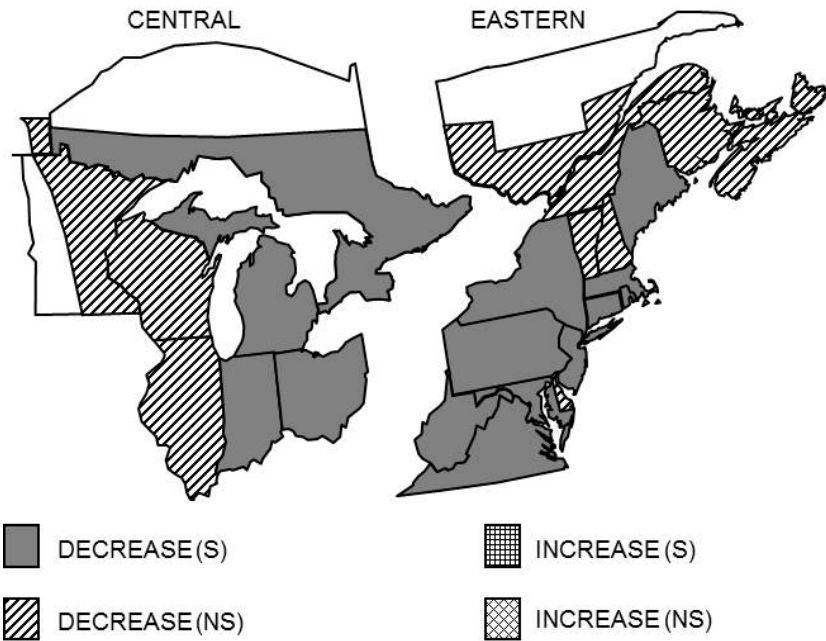 CENTRAL
EASTERN
DECREASE (S)
INCREASE (S)
DECREASE (NS)
INCREASE (NS)